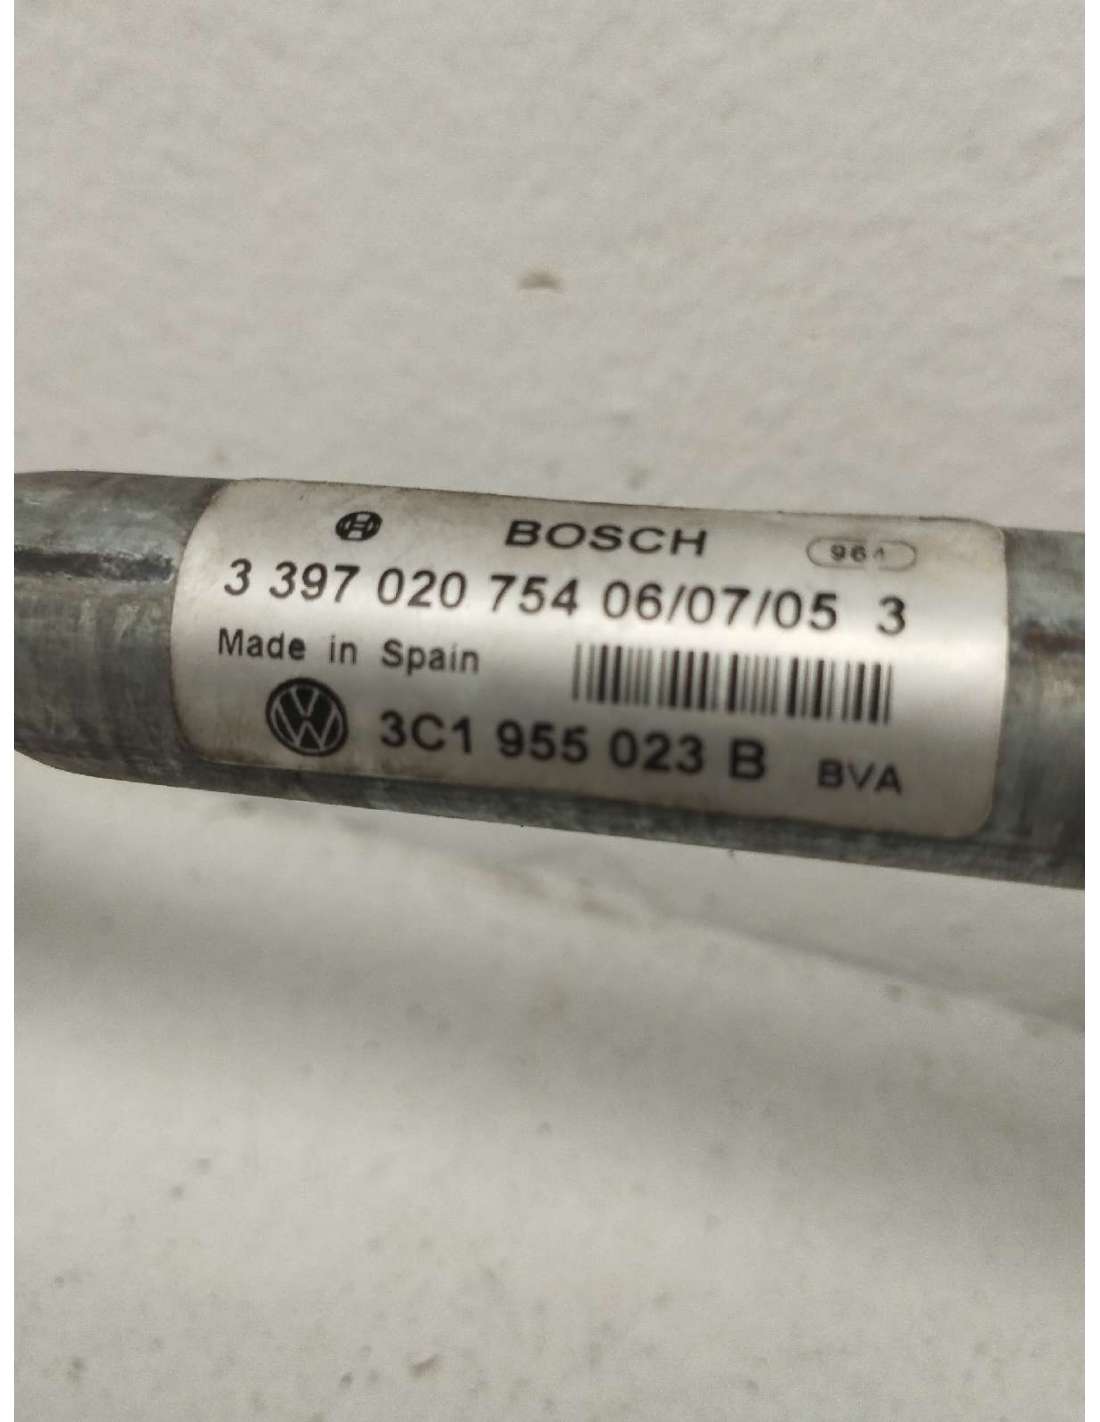 BOSCH
3 397 020 754 06/07/05 3
Made in Spain
3C1 955 023 B BVA